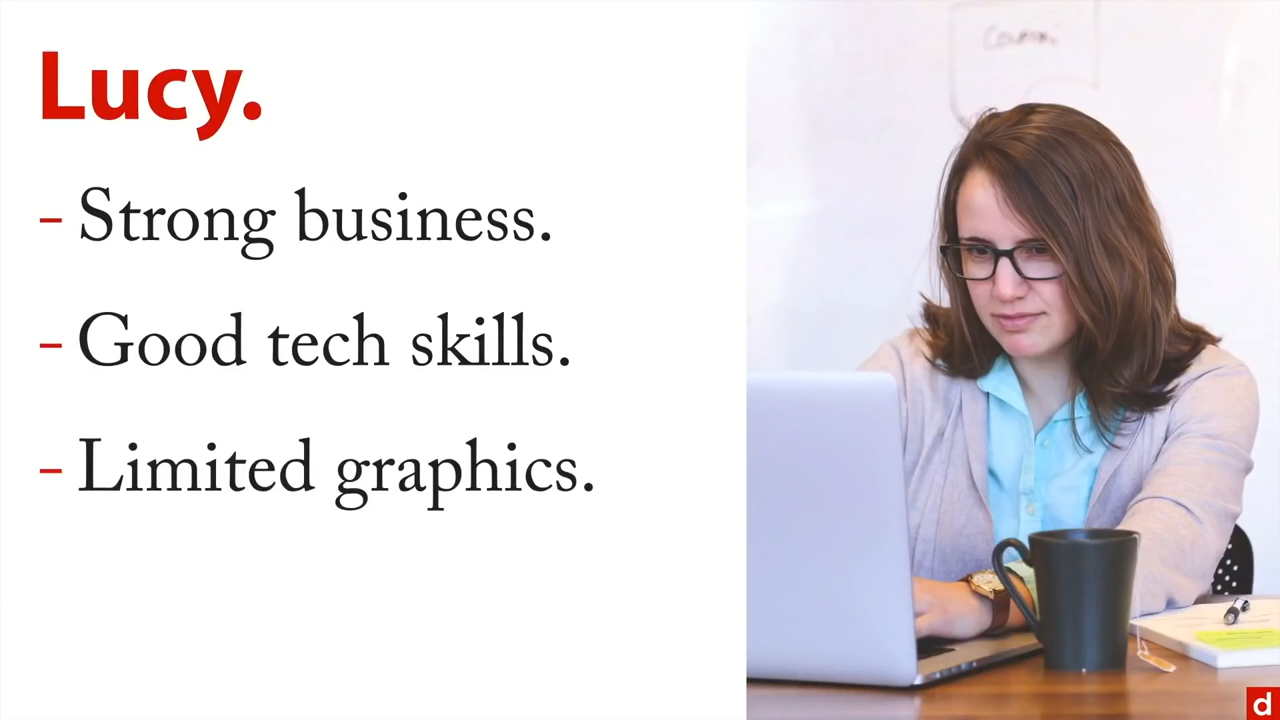 Lucy.
- Strong business.
- Good tech skills.
- Limited graphics.
d